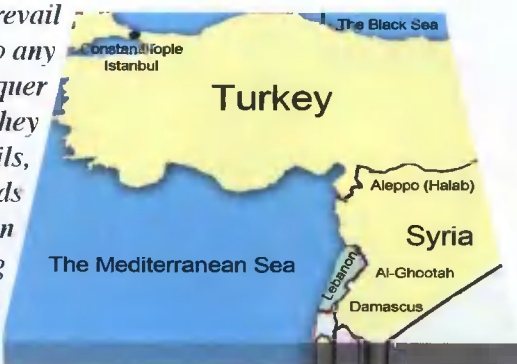 revail
o any
quer
hey
ils,
ds
n
g
The Black Sea
Constantinople
Istanbul
Turkey
Aleppo (Halab)
Syria
The Mediterranean Sea
Lebanon
Al-Ghootah
Damascus